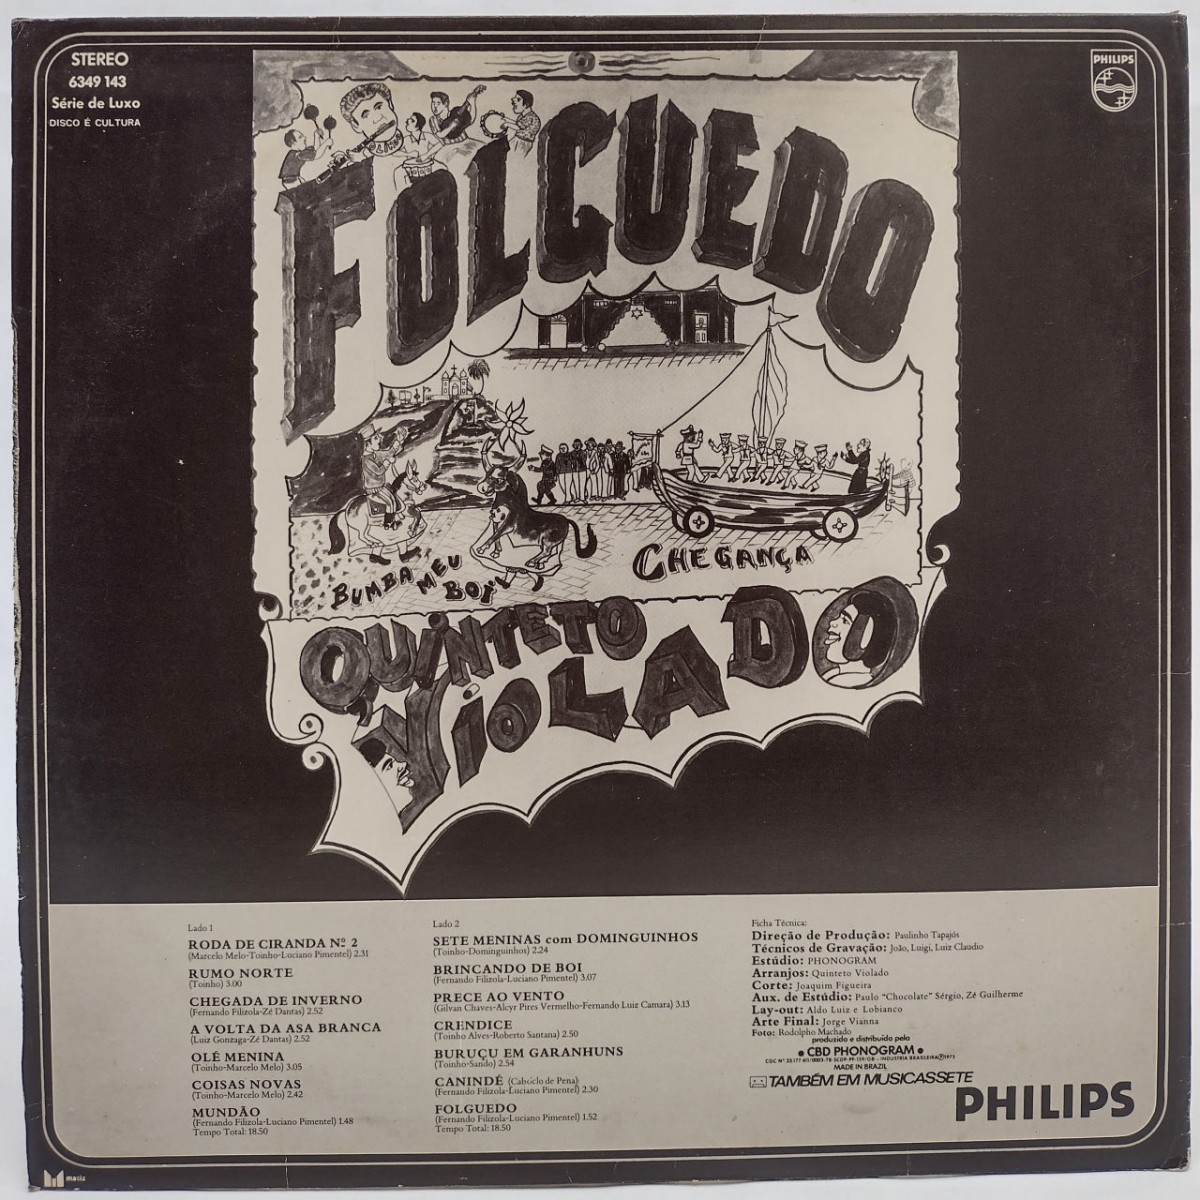 STEREO
6349 143
Série de Luxo
DISCO É CULTURA
PHILIPS
FOLGUEDO
BUMBA MEU BOI
CHEGANÇA
QUINTETO
VIOLADO
Lado 1
RODA DE CIRANDA Nº 2
(Marcelo Melo-Toinho-Luciano Pimentel) 2.31
RUMO NORTE
(Toinho) 3.00
CHEGADA DE INVERNO
(Fernando Filizola-Zé Dantas) 2.52
A VOLTA DA ASA BRANCA
(Luiz Gonzaga-Zé Dantas) 2.52
OLÊ MENINA
(Toinho-Marcelo Melo) 3.05
COISAS NOVAS
(Toinho-Marcelo Melo) 2.42
MUNDÃO
(Fernando Filizola-Luciano Pimentel) 1.48
Tempo Total: 18.50
Lado 2
SETE MENINAS com DOMINGUINHOS
(Toinho-Dominguinhos) 2.24
BRINCANDO DE BOI
(Fernando Filizola-Luciano Pimentel) 3.07
PRECE AO VENTO
(Gilvan Chaves-Alcyr Pires Vermelho-Fernando Luiz Camara) 3.13
CRENDICE
(Toinho Alves-Roberto Santana) 2.50
BURUÇU EM GARANHUNS
(Toinho-Sando) 2.54
CANINDÉ (Caboclo de Pena)
(Fernando Filizola-Luciano Pimentel) 2.30
FOLGUEDO
(Fernando Filizola-Luciano Pimentel) 1.52
Tempo Total: 18.50
Ficha Técnica:
Direção de Produção: Paulinho Tapajós
Técnicos de Gravação: João, Luigi, Luiz Claudio
Estúdio: PHONOGRAM
Arranjos: Quinteto Violado
Corte: Joaquim Figueira
Aux. de Estúdio: Paulo "Chocolate" Sérgio, Zé Guilherme
Lay-out: Aldo Luiz e Lobianco
Arte Final: Jorge Vianna
Foto: Rodolpho Machado
produzido e distribuído pela
• CBD PHONOGRAM •
INDÚSTRIA BRASILEIRA Ⓟ 1975
MADE IN BRAZIL
TAMBÉM EM MUSICASSETE
PHILIPS